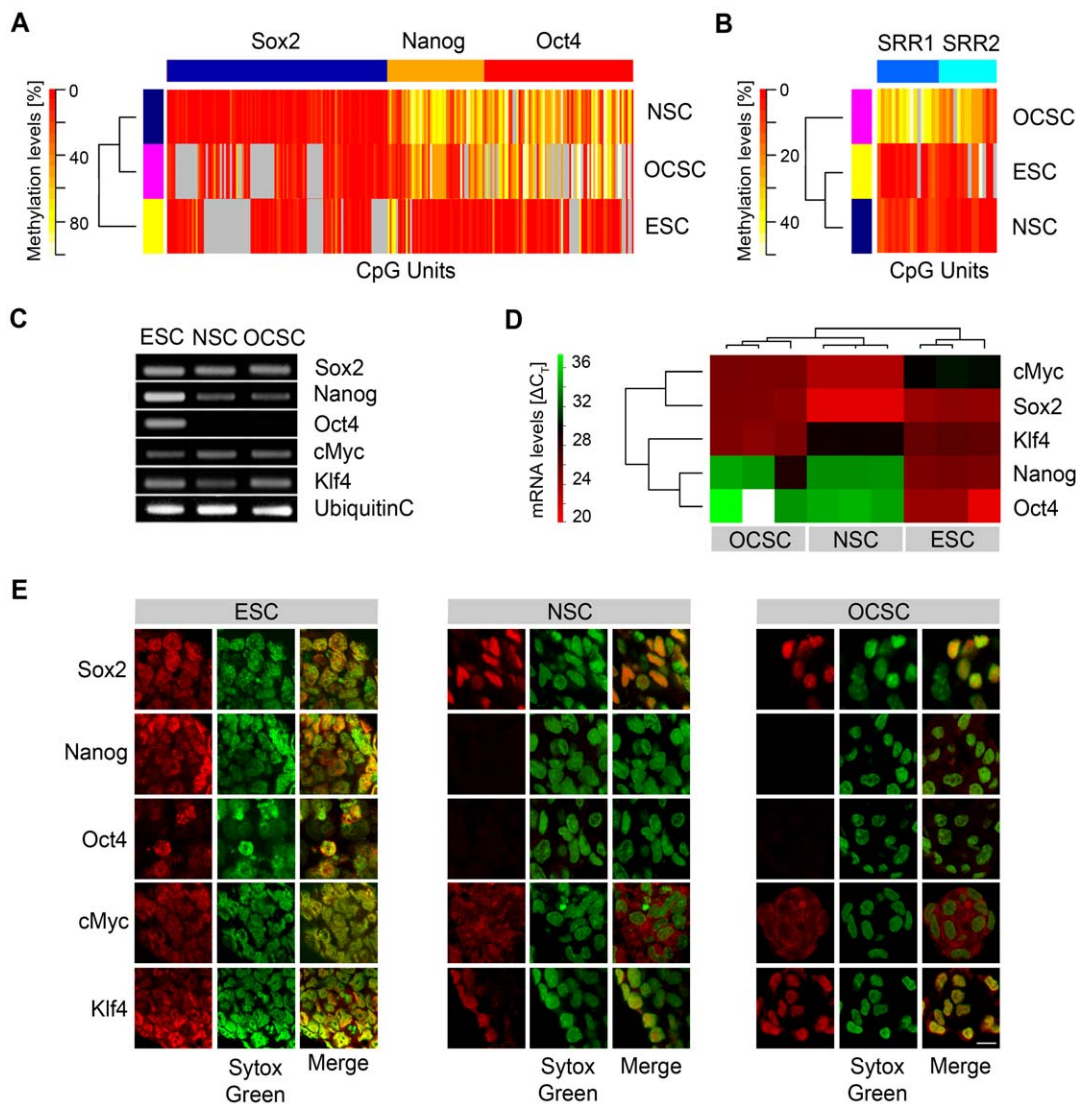 A
Sox2 Nanog Oct4
Methylation levels [%]
0
40
80
NSC
OCSC
ESC
CpG Units
B
SRR1 SRR2
Methylation levels [%]
0
20
40
OCSC
ESC
NSC
CpG Units
C
ESC NSC OCSC
Sox2
Nanog
Oct4
cMyc
Klf4
UbiquitinC
D
mRNA levels [ΔCT]
36
32
28
24
20
cMyc
Sox2
Klf4
Nanog
Oct4
OCSC NSC ESC
E
ESC NSC OCSC
Sox2
Nanog
Oct4
cMyc
Klf4
Sytox Green Merge
Sytox Green Merge
Sytox Green Merge